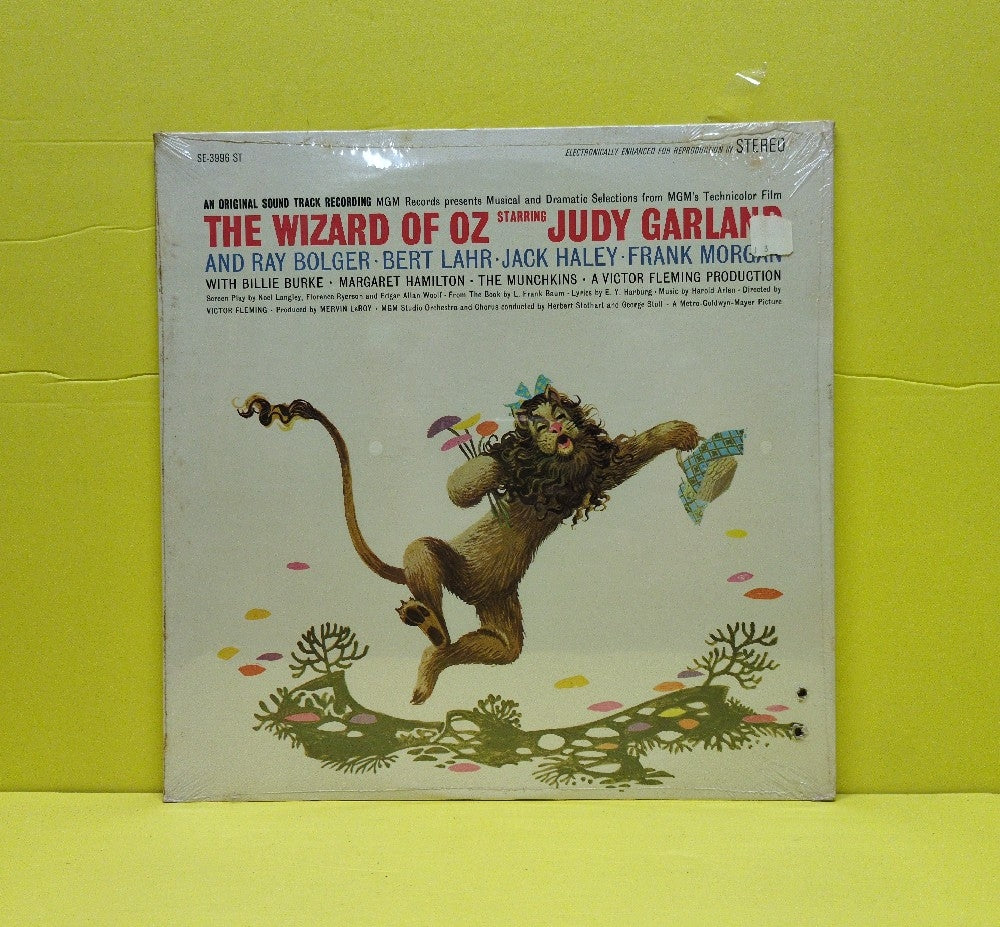 SE-3996 ST
ELECTRONICALLY ENHANCED FOR REPRODUCTION IN STEREO
AN ORIGINAL SOUND TRACK RECORDING MGM Records presents Musical and Dramatic Selections from MGM's Technicolor Film
THE WIZARD OF OZ STARRING JUDY GARLAND
AND RAY BOLGER · BERT LAHR · JACK HALEY · FRANK MORGAN
WITH BILLIE BURKE · MARGARET HAMILTON · THE MUNCHKINS · A VICTOR FLEMING PRODUCTION
Screen Play by Noel Langley, Florence Ryerson and Edgar Allan Woolf · From The Book by L. Frank Baum · Lyrics by E. Y. Harburg · Music by Harold Arlen · Directed by
VICTOR FLEMING · Produced by MERVIN LeROY · MGM Studio Orchestra and Chorus conducted by Herbert Stothart and George Stoll · A Metro-Goldwyn-Mayer Picture